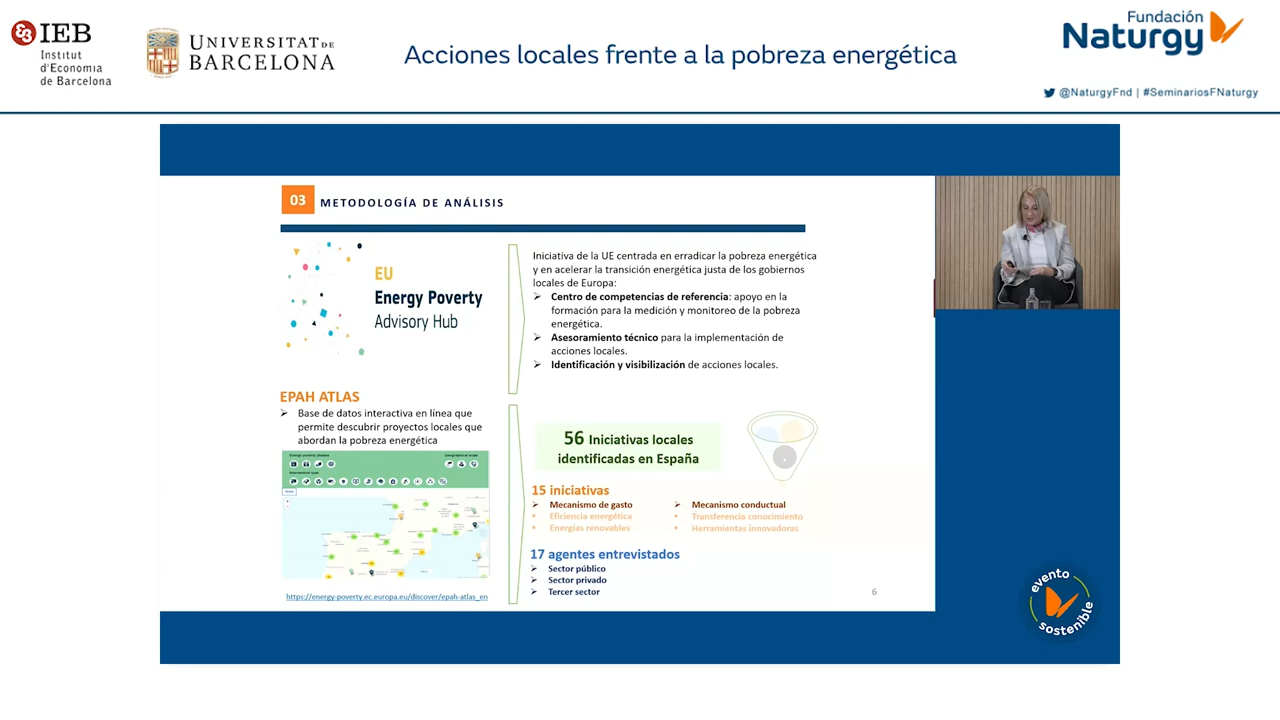 IEB
Institut
d'Economia
de Barcelona
UNIVERSITAT DE
BARCELONA
Acciones locales frente a la pobreza energética
Fundación
Naturgy
@NaturgyFnd | #SeminariosFNaturgy
03
METODOLOGÍA DE ANÁLISIS
EU
Energy Poverty
Advisory Hub
Iniciativa de la UE centrada en erradicar la pobreza energética
y en acelerar la transición energética justa de los gobiernos
locales de Europa:
Centro de competencias de referencia: apoyo en la
formación para la medición y monitoreo de la pobreza
energética.
Asesoramiento técnico para la implementación de
acciones locales.
Identificación y visibilización de acciones locales.
EPAH ATLAS
Base de datos interactiva en línea que
permite descubrir proyectos locales que
abordan la pobreza energética
https://energy-poverty.ec.europa.eu/discover/epah-atlas_en
56 Iniciativas locales
identificadas en España
15 iniciativas
Mecanismo de gasto
Eficiencia energética
Energías renovables
Mecanismo conductual
Transferencia conocimiento
Herramientas innovadoras
17 agentes entrevistados
Sector público
Sector privado
Tercer sector
6
evento
sostenible